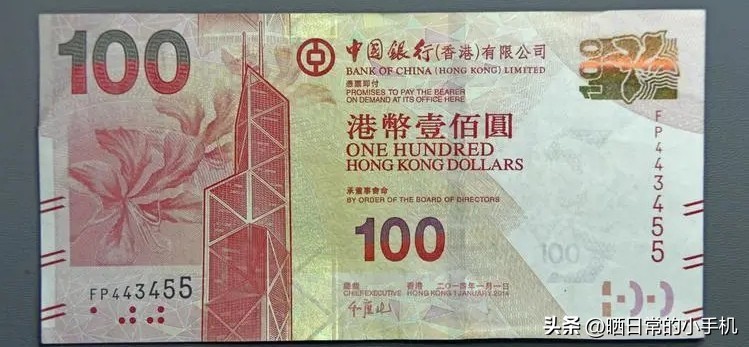 100
中國銀行(香港)有限公司
BANK OF CHINA (HONG KONG) LIMITED
憑票即付
PROMISES TO PAY THE BEARER
ON DEMAND AT ITS OFFICE HERE
港幣壹佰圓
ONE HUNDRED
HONG KONG DOLLARS
承董事會命
BY ORDER OF THE BOARD OF DIRECTORS
100
總裁
CHIEF EXECUTIVE
香港 二〇一四年一月一日
HONG KONG 1 JANUARY, 2014
FP443455
100
FP443455
100
头条 @晒日常的小手机